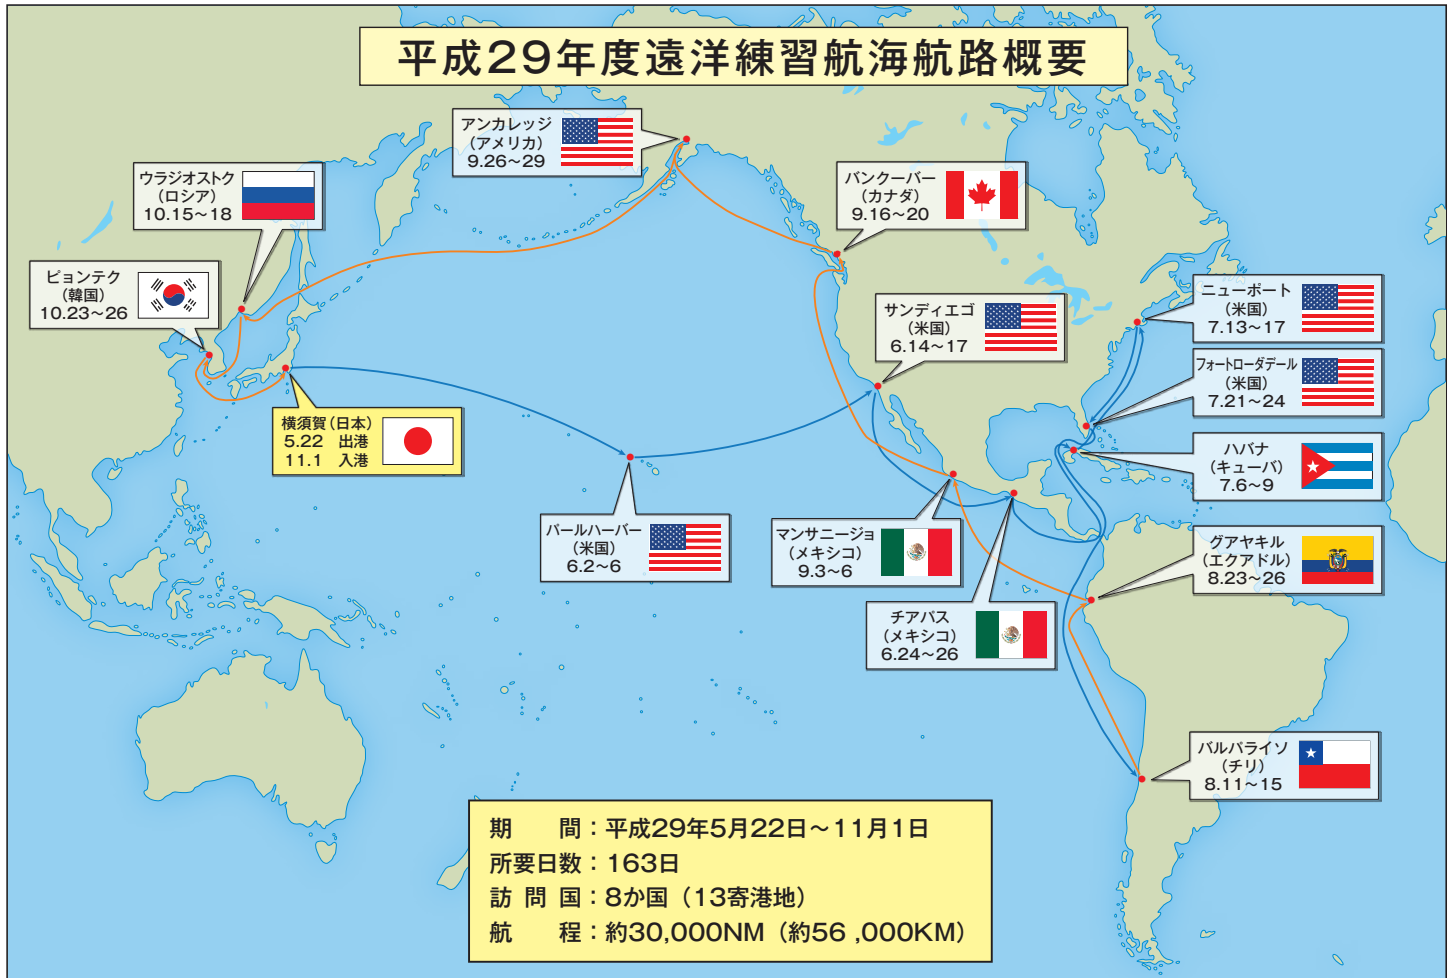 平成29年度遠洋練習航海航路概要
アンカレッジ
(アメリカ)
9.26～29
ウラジオストク
(ロシア)
10.15～18
バンクーバー
(カナダ)
9.16～20
ピョンテク
(韓国)
10.23～26
サンディエゴ
(米国)
6.14～17
ニューポート
(米国)
7.13～17
フォートローダデール
(米国)
7.21～24
横須賀(日本)
5.22 出港
11.1 入港
ハバナ
(キューバ)
7.6～9
パールハーバー
(米国)
6.2～6
マンサニージョ
(メキシコ)
9.3～6
グアヤキル
(エクアドル)
8.23～26
チアパス
(メキシコ)
6.24～26
バルパライソ
(チリ)
8.11～15
期　　間：平成29年5月22日～11月1日
所要日数：163日
訪 問 国：8か国（13寄港地）
航　　程：約30,000NM（約56 ,000KM）